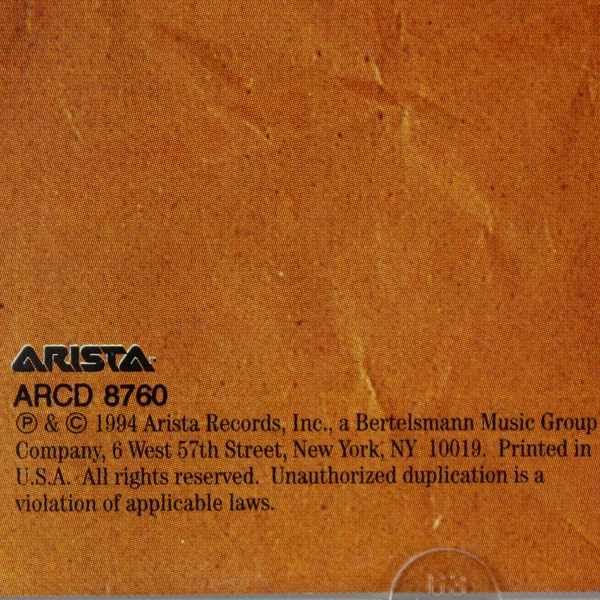 ARISTA™
ARCD 8760
℗ & © 1994 Arista Records, Inc., a Bertelsmann Music Group
Company, 6 West 57th Street, New York, NY 10019. Printed in
U.S.A. All rights reserved. Unauthorized duplication is a
violation of applicable laws.